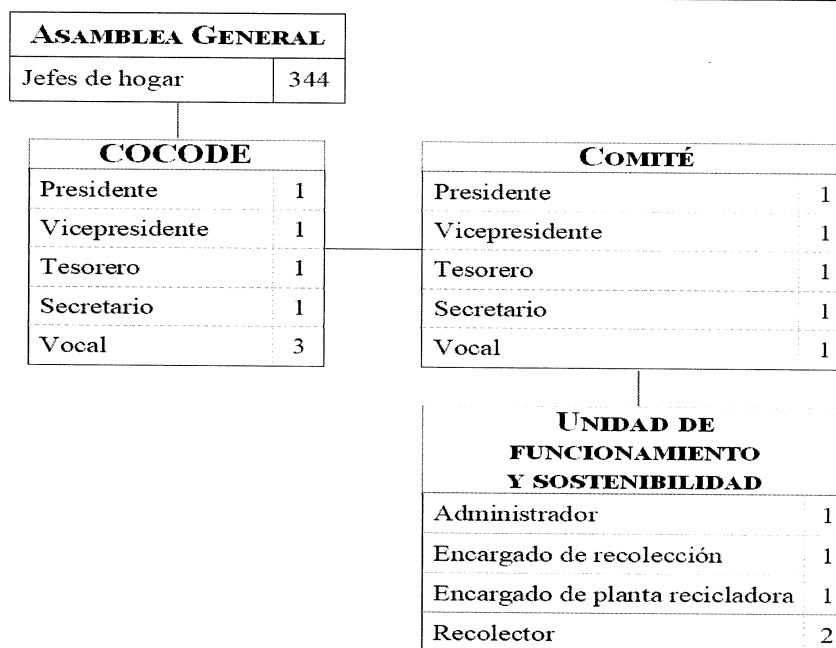 ASAMBLEA GENERAL
Jefes de hogar 344
COCODE
Presidente 1
Vicepresidente 1
Tesorero 1
Secretario 1
Vocal 3
COMITÉ
Presidente 1
Vicepresidente 1
Tesorero 1
Secretario 1
Vocal 1
UNIDAD DE
FUNCIONAMIENTO
Y SOSTENIBILIDAD
Administrador 1
Encargado de recolección 1
Encargado de planta recicladora 1
Recolector 2